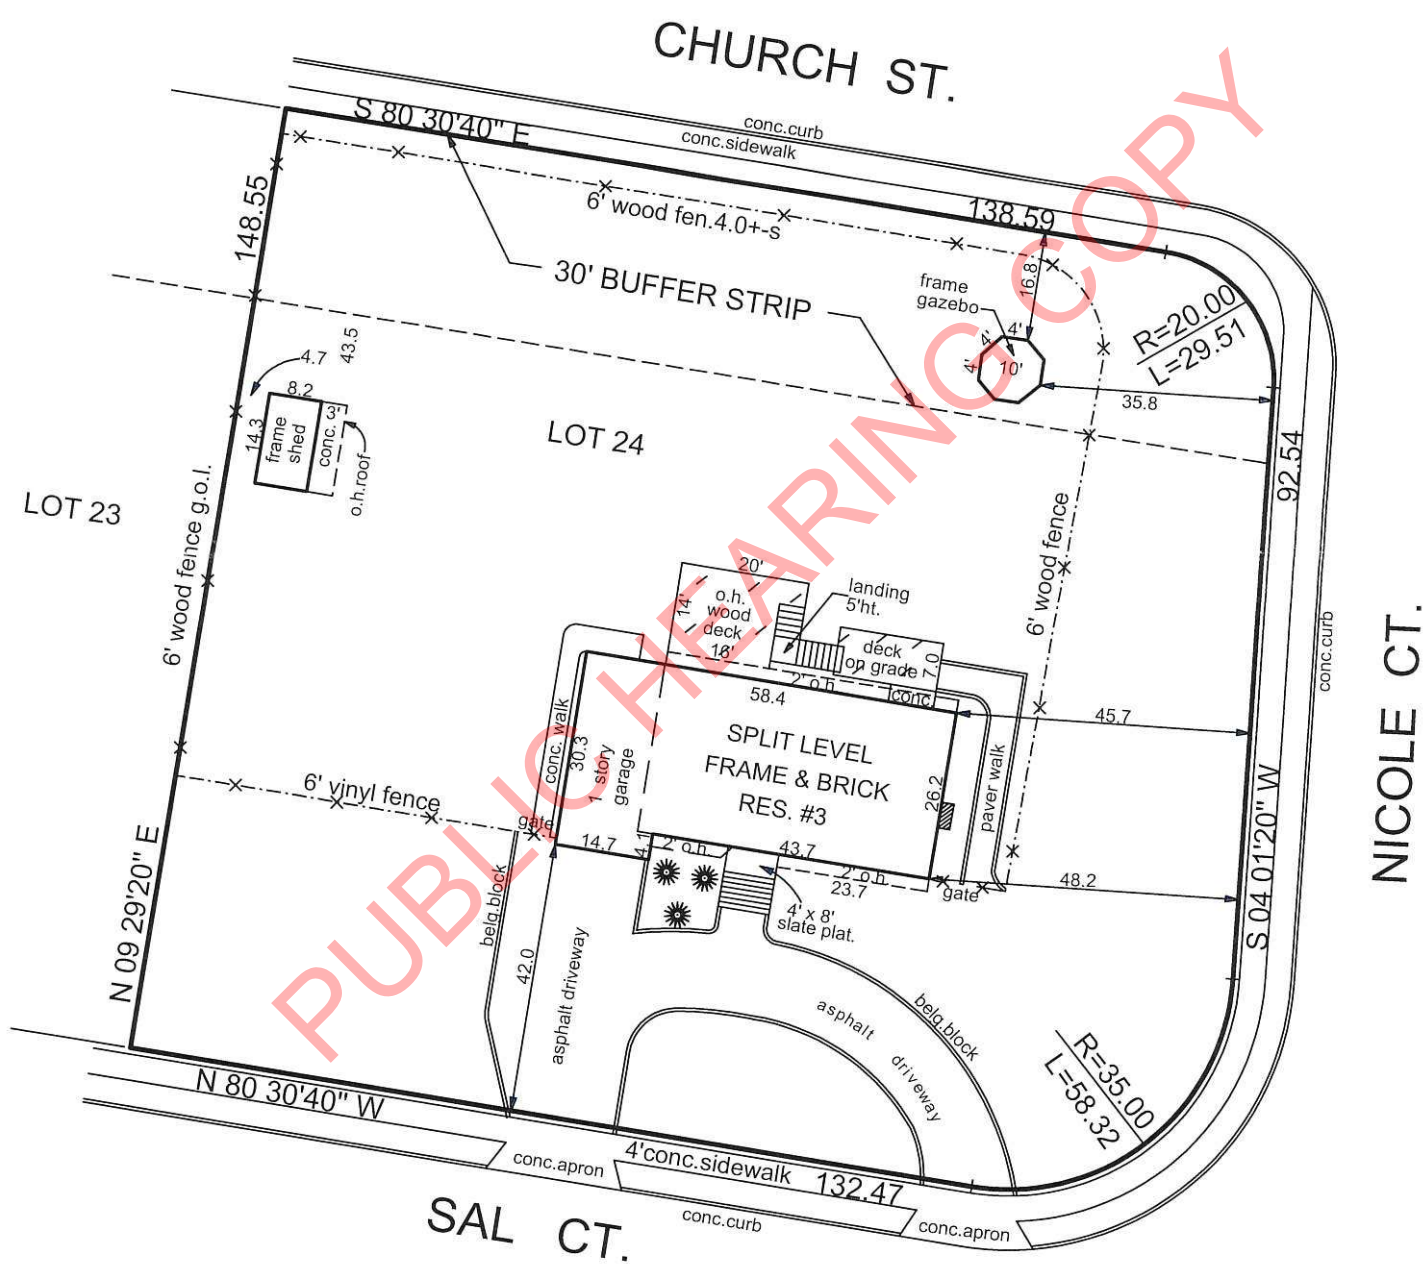 CHURCH ST.
conc.curb
conc.sidewalk
S 80 30'40" E
138.59
148.55
6' wood fen.4.0+-s
30' BUFFER STRIP
frame
gazebo
16.8
4'
4'
4'
10'
R=20.00
L=29.51
35.8
43.5
4.7
8.2
3'
14.3
frame
shed
conc.
o.h.roof
LOT 24
LOT 23
92.54
6' wood fence g.o.l.
6' wood fence
20'
14'
o.h.
wood
deck
16'
landing
5'ht.
deck
on grade
7.0
2' o.h.
conc.
58.4
45.7
conc. walk
30.3
1 story
garage
SPLIT LEVEL
FRAME & BRICK
RES. #3
26.2
paver walk
conc.curb
NICOLE CT.
6' vinyl fence
gate
14.7
4.1
2' o.h.
43.7
2' o.h.
23.7
gate
48.2
S 04 01'20" W
N 09 29'20" E
belg.block
42.0
asphalt driveway
4' x 8'
slate plat.
asphalt driveway
belg.block
R=35.00
L=58.32
N 80 30'40" W
4'conc.sidewalk
132.47
conc.apron
conc.curb
conc.apron
SAL CT.
PUBLIC HEARING COPY